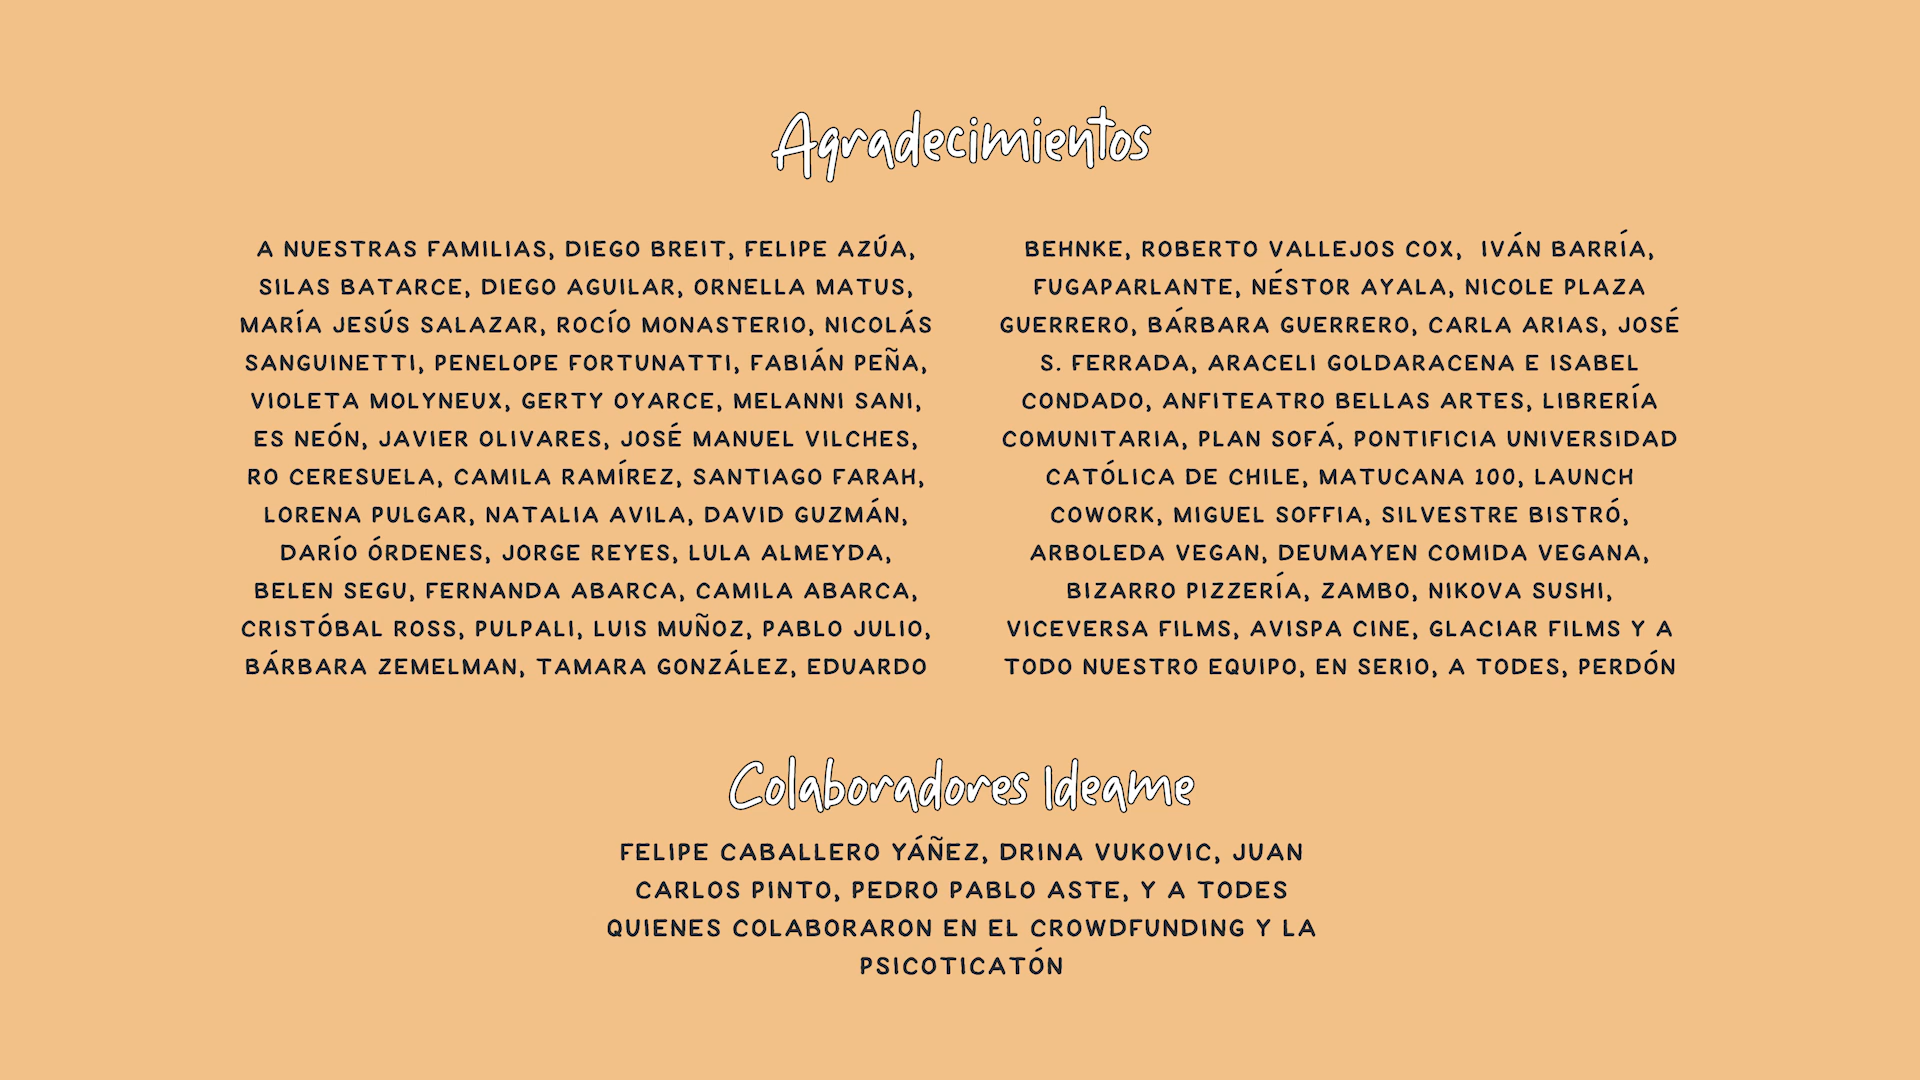 Agradecimientos
A NUESTRAS FAMILIAS, DIEGO BREIT, FELIPE AZÚA,
SILAS BATARCE, DIEGO AGUILAR, ORNELLA MATUS,
MARÍA JESÚS SALAZAR, ROCÍO MONASTERIO, NICOLÁS
SANGUINETTI, PENELOPE FORTUNATTI, FABIÁN PEÑA,
VIOLETA MOLYNEUX, GERTY OYARCE, MELANNI SANI,
ES NEÓN, JAVIER OLIVARES, JOSÉ MANUEL VILCHES,
RO CERESUELA, CAMILA RAMÍREZ, SANTIAGO FARAH,
LORENA PULGAR, NATALIA AVILA, DAVID GUZMÁN,
DARÍO ÓRDENES, JORGE REYES, LULA ALMEYDA,
BELEN SEGU, FERNANDA ABARCA, CAMILA ABARCA,
CRISTÓBAL ROSS, PULPALI, LUIS MUÑOZ, PABLO JULIO,
BÁRBARA ZEMELMAN, TAMARA GONZÁLEZ, EDUARDO
BEHNKE, ROBERTO VALLEJOS COX, IVÁN BARRÍA,
FUGAPARLANTE, NÉSTOR AYALA, NICOLE PLAZA
GUERRERO, BÁRBARA GUERRERO, CARLA ARIAS, JOSÉ
S. FERRADA, ARACELI GOLDARACENA E ISABEL
CONDADO, ANFITEATRO BELLAS ARTES, LIBRERÍA
COMUNITARIA, PLAN SOFÁ, PONTIFICIA UNIVERSIDAD
CATÓLICA DE CHILE, MATUCANA 100, LAUNCH
COWORK, MIGUEL SOFFIA, SILVESTRE BISTRÓ,
ARBOLEDA VEGAN, DEUMAYEN COMIDA VEGANA,
BIZARRO PIZZERÍA, ZAMBO, NIKOVA SUSHI,
VICEVERSA FILMS, AVISPA CINE, GLACIAR FILMS Y A
TODO NUESTRO EQUIPO, EN SERIO, A TODES, PERDÓN
Colaboradores Ideame
FELIPE CABALLERO YÁÑEZ, DRINA VUKOVIC, JUAN
CARLOS PINTO, PEDRO PABLO ASTE, Y A TODES
QUIENES COLABORARON EN EL CROWDFUNDING Y LA
PSICOTICATÓN